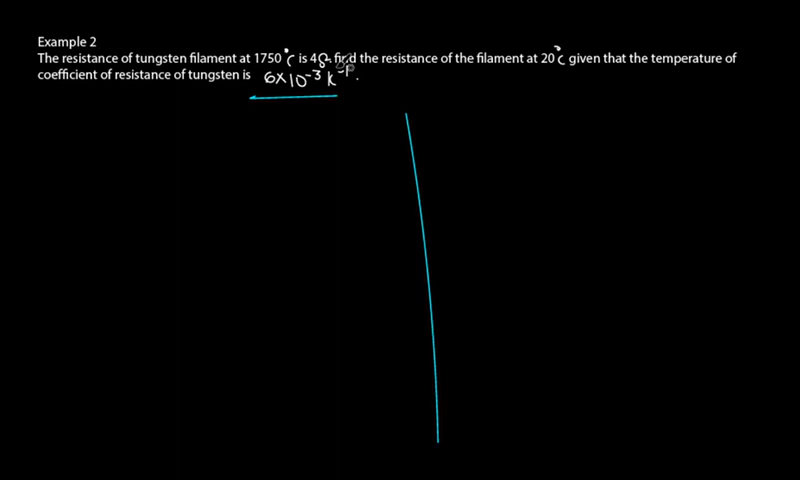 Example 2
The resistance of tungsten filament at 1750°C is 4Ω find the resistance of the filament at 20°C given that the temperature of
coefficient of resistance of tungsten is 6×10⁻³ K⁻¹.